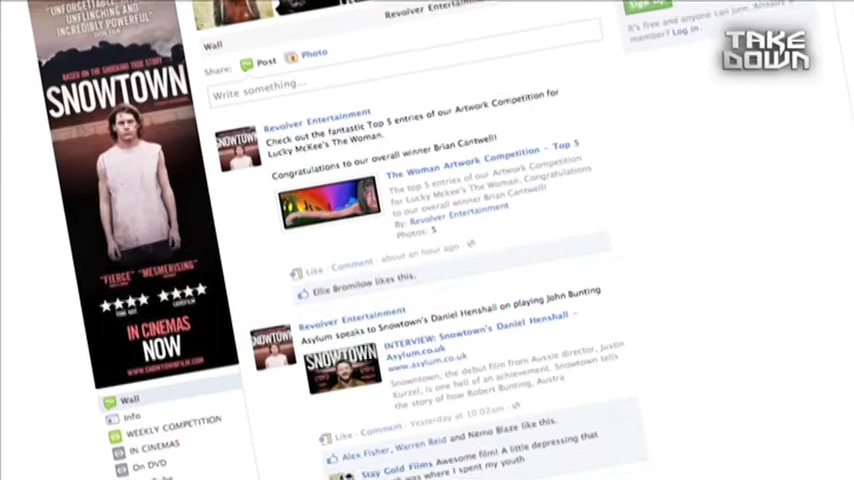 "UNFORGETTABLE,
UNFLINCHING AND
INCREDIBLY POWERFUL"
BASED ON THE SHOCKING TRUE STORY
SNOWTOWN
"FIERCE" "MESMERISING"
IN CINEMAS
NOW
WWW.SNOWTOWNFILM.COM
Wall
Info
WEEKLY COMPETITION
IN CINEMAS
On DVD
Revolver Entertainment
Wall
Share: Post Photo
Write something...
SNOWTOWN
Revolver Entertainment
Check out the fantastic Top 5 entries of our Artwork Competition for
Lucky McKee's The Woman.
Congratulations to our overall winner Brian Cantwell!
The Woman Artwork Competition - Top 5
The top 5 entries of our Artwork Competition
for Lucky McKee's The Woman. Congratulations
to our overall winner Brian Cantwell!
By: Revolver Entertainment
Photos: 5
Like · Comment · about an hour ago ·
Ellie Bromilow likes this.
SNOWTOWN
Revolver Entertainment
Asylum speaks to Snowtown's Daniel Henshall on playing John Bunting
SNOWTOWN
INTERVIEW: Snowtown's Daniel Henshall -
Asylum.co.uk
www.asylum.co.uk
Snowtown, the debut film from Aussie director, Justin
Kurzel, is one hell of an achievement. Snowtown tells
the story of how Robert Bunting, Austra
Like · Comment · Yesterday at 10:02am ·
Alex Fisher, Warren Reid and Nemo Blaze like this.
Stay Gold Films Awesome film! A little depressing that
was where I spent my youth
Sign Up
It's free and anyone can join. Already a
member? Log in.
TAKE
DOWN